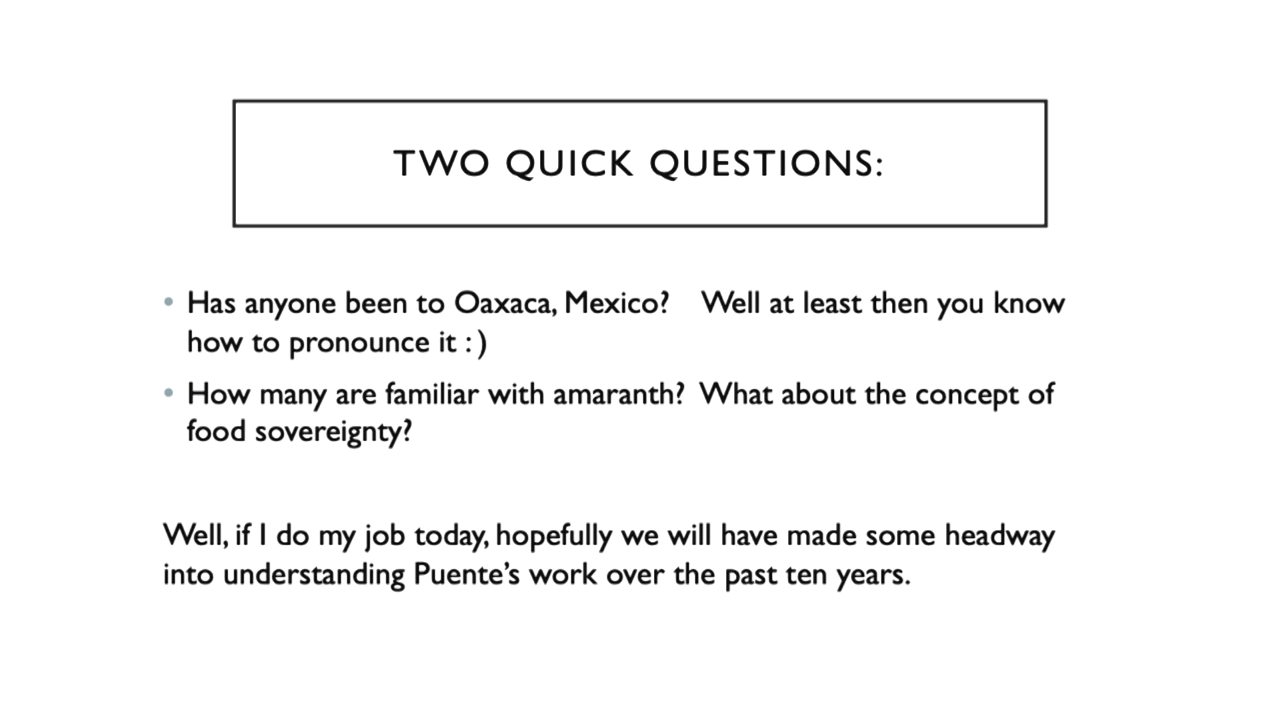 TWO QUICK QUESTIONS:
• Has anyone been to Oaxaca, Mexico? Well at least then you know
how to pronounce it : )
• How many are familiar with amaranth? What about the concept of
food sovereignty?
Well, if I do my job today, hopefully we will have made some headway
into understanding Puente’s work over the past ten years.